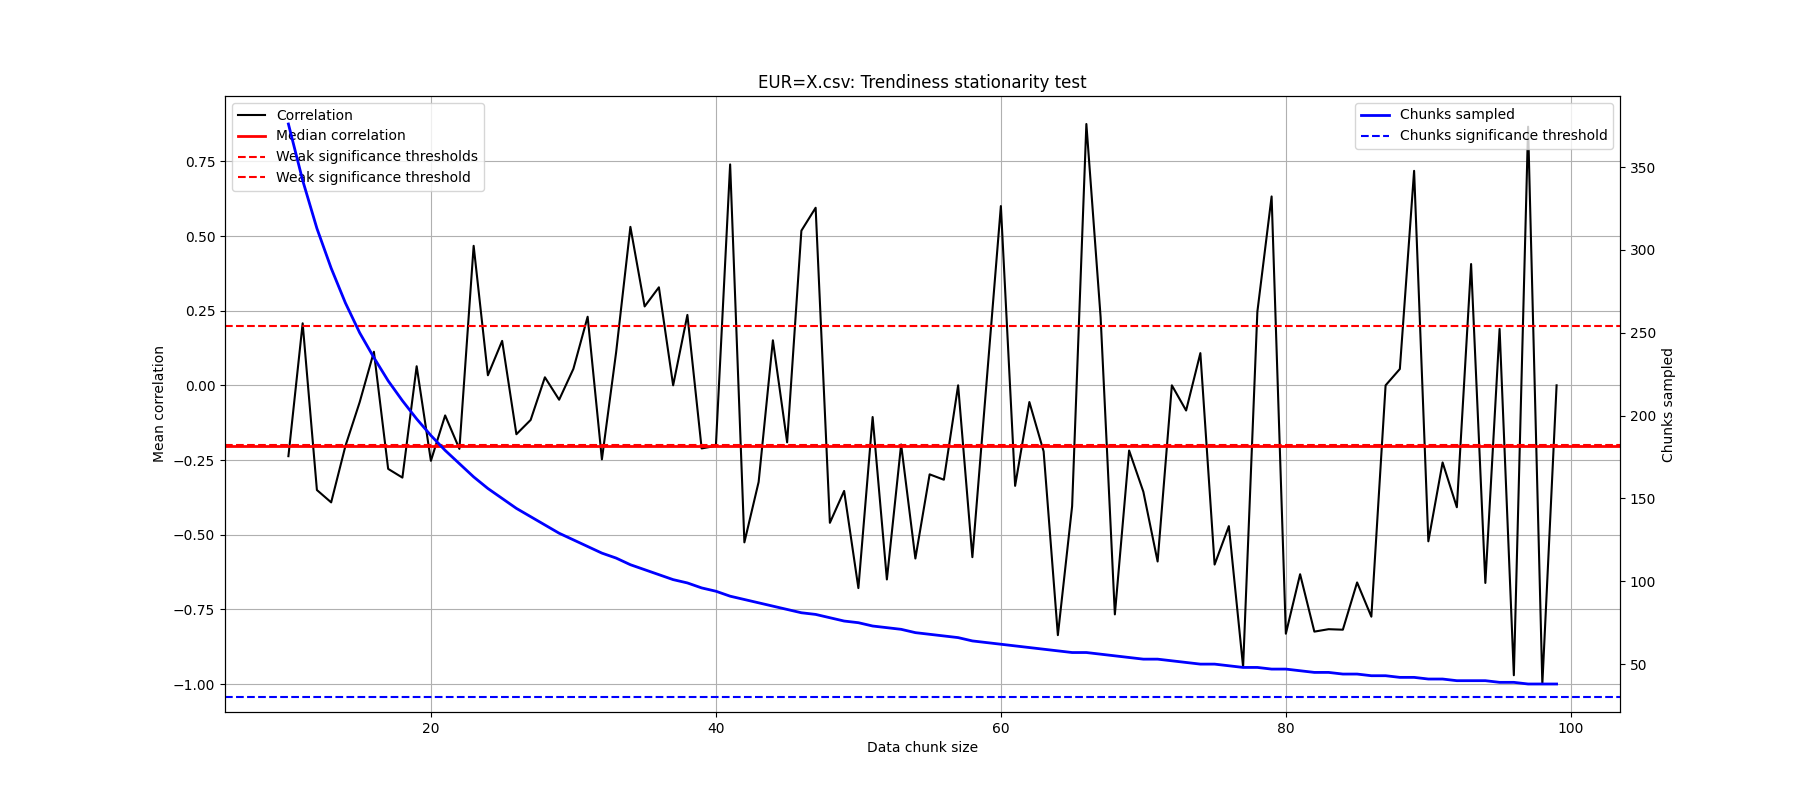 EUR=X.csv: Trendiness stationarity test
Correlation
Median correlation
Weak significance thresholds
Weak significance threshold
Chunks sampled
Chunks significance threshold
0.75
0.50
0.25
0.00
−0.25
−0.50
−0.75
−1.00
Mean correlation
350
300
250
200
150
100
50
Chunks sampled
20 40 60 80 100
Data chunk size